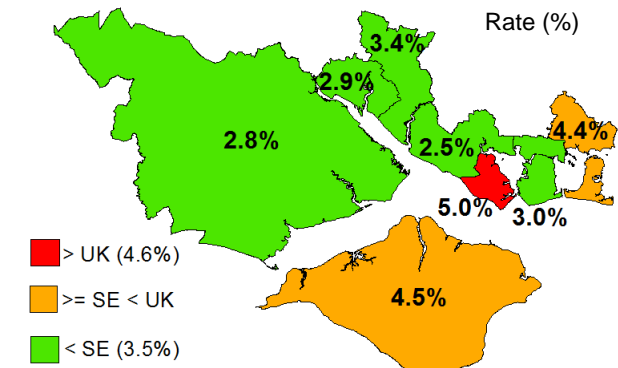 Rate (%)
3.4%
2.9%
4.4%
2.8%
2.5%
5.0%
3.0%
> UK (4.6%)
>= SE < UK
4.5%
< SE (3.5%)